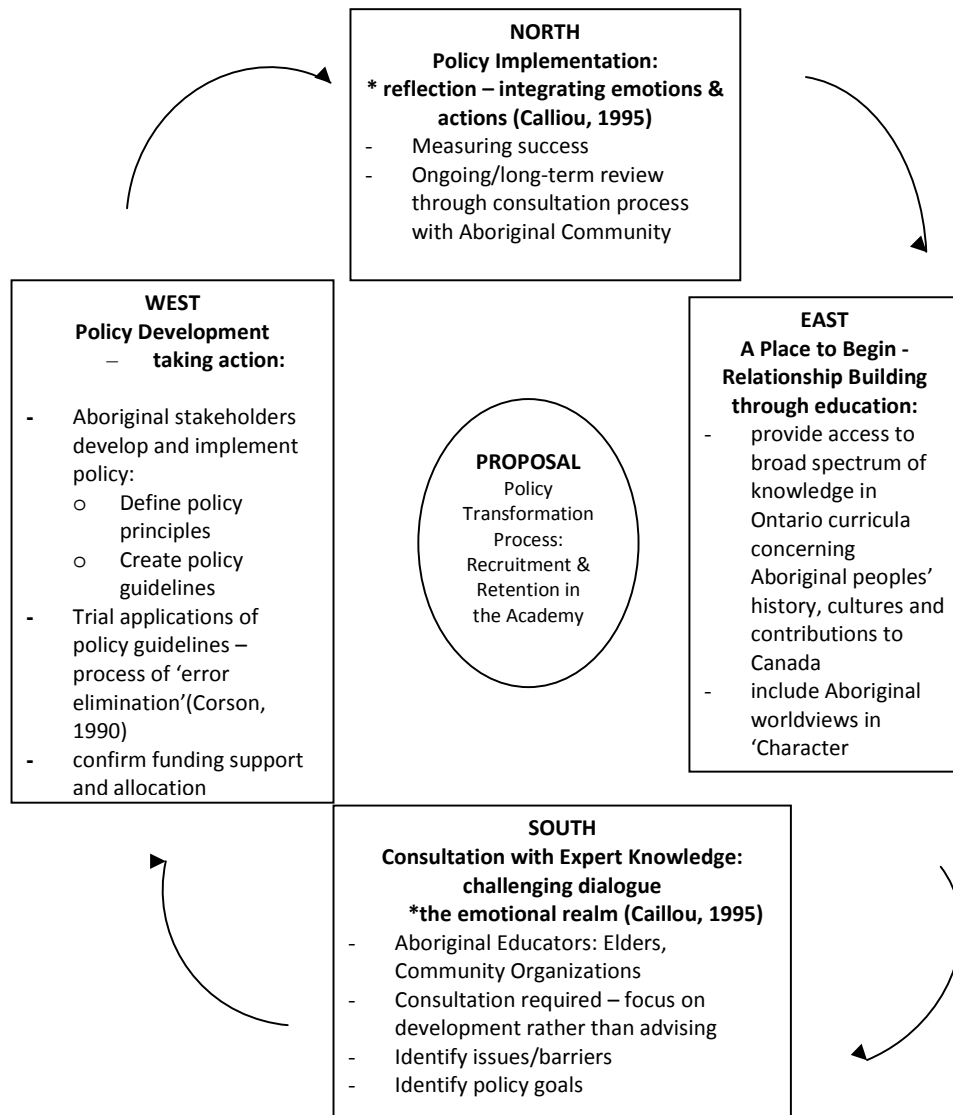 NORTH
Policy Implementation:
* reflection – integrating emotions &
actions (Calliou, 1995)
- Measuring success
- Ongoing/long-term review
through consultation process
with Aboriginal Community
WEST
Policy Development
– taking action:
- Aboriginal stakeholders
develop and implement
policy:
o Define policy
principles
o Create policy
guidelines
- Trial applications of
policy guidelines –
process of ‘error
elimination’(Corson,
1990)
- confirm funding support
and allocation
PROPOSAL
Policy
Transformation
Process:
Recruitment &
Retention in
the Academy
EAST
A Place to Begin -
Relationship Building
through education:
- provide access to
broad spectrum of
knowledge in
Ontario curricula
concerning
Aboriginal peoples’
history, cultures and
contributions to
Canada
- include Aboriginal
worldviews in
‘Character
SOUTH
Consultation with Expert Knowledge:
challenging dialogue
*the emotional realm (Caillou, 1995)
- Aboriginal Educators: Elders,
Community Organizations
- Consultation required – focus on
development rather than advising
- Identify issues/barriers
- Identify policy goals